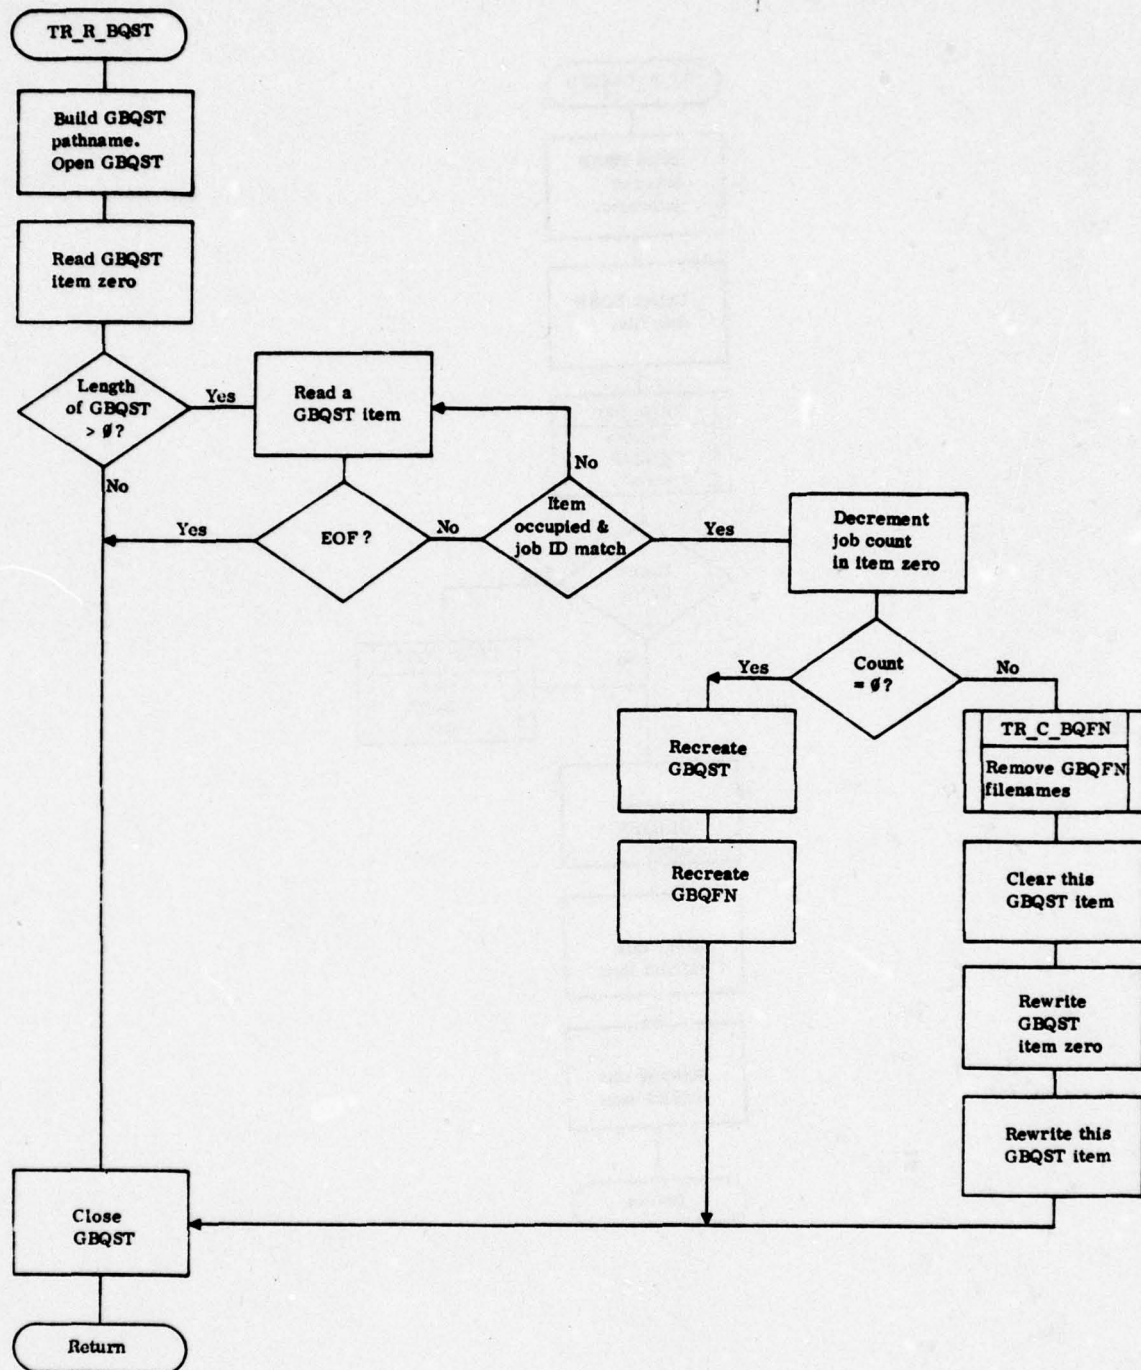 TR_R_BQST
Build GBQST
pathname.
Open GBQST
Read GBQST
item zero
Length
of GBQST
> Ø?
Yes
No
Read a
GBQST item
EOF?
Yes
No
Item
occupied &
job ID match
No
Yes
Decrement
job count
in item zero
Count
= Ø?
Yes
No
Recreate
GBQST
Recreate
GBQFN
TR_C_BQFN
Remove GBQFN
filenames
Clear this
GBQST item
Rewrite
GBQST
item zero
Rewrite this
GBQST item
Close
GBQST
Return